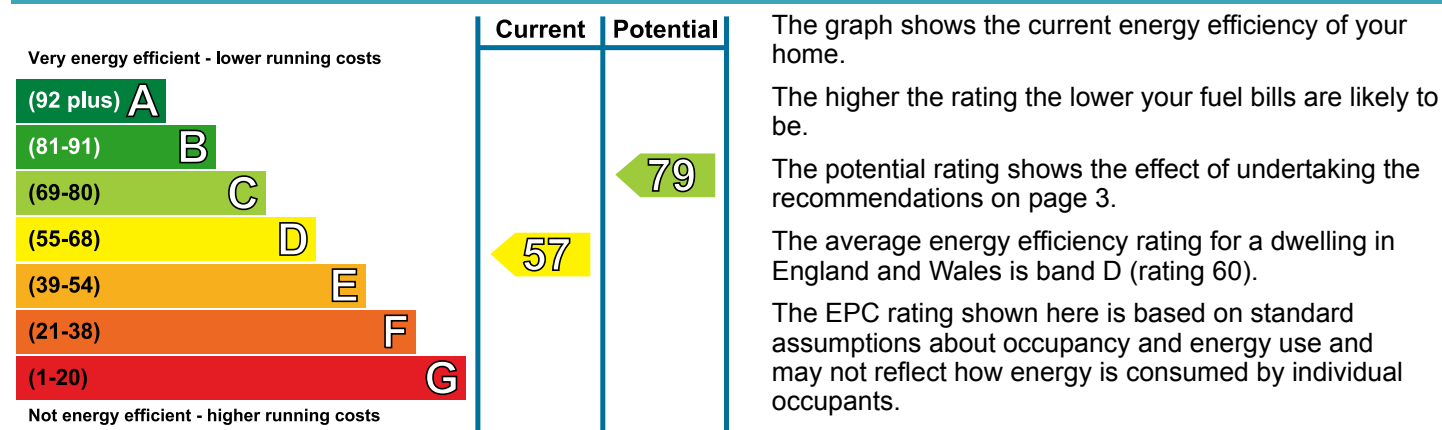 Current Potential
Very energy efficient - lower running costs
(92 plus) A
(81-91) B
(69-80) C
(55-68) D
(39-54) E
(21-38) F
(1-20) G
Not energy efficient - higher running costs
57
79
The graph shows the current energy efficiency of your
home.
The higher the rating the lower your fuel bills are likely to
be.
The potential rating shows the effect of undertaking the
recommendations on page 3.
The average energy efficiency rating for a dwelling in
England and Wales is band D (rating 60).
The EPC rating shown here is based on standard
assumptions about occupancy and energy use and
may not reflect how energy is consumed by individual
occupants.